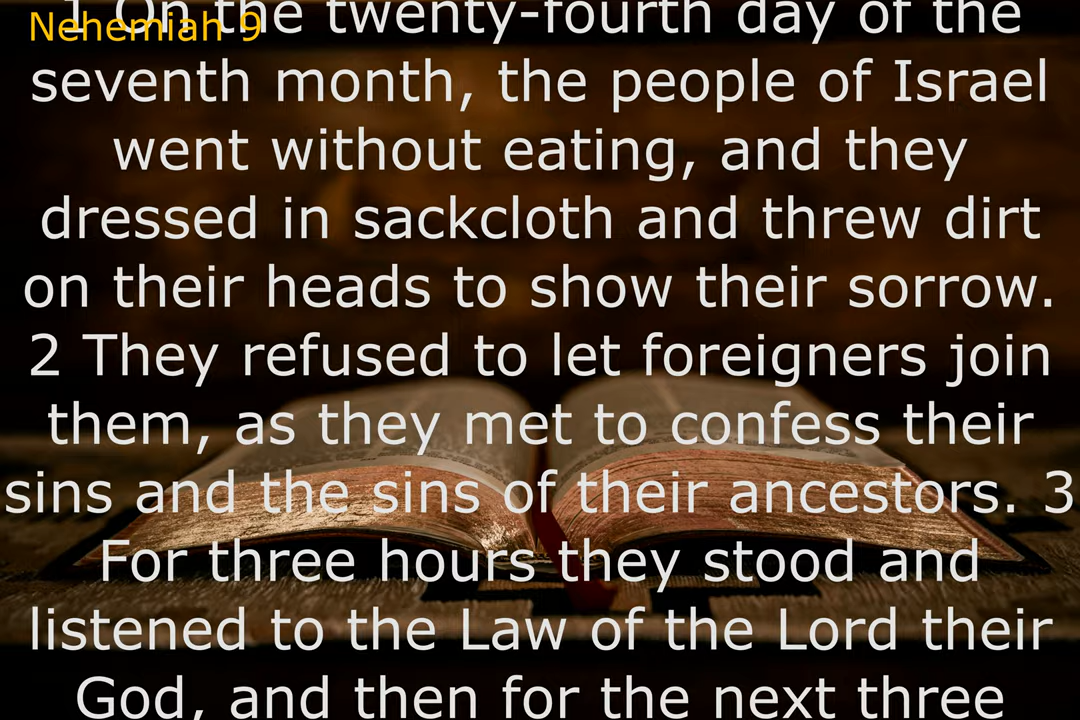 Nehemiah 9
1 On the twenty-fourth day of the
seventh month, the people of Israel
went without eating, and they
dressed in sackcloth and threw dirt
on their heads to show their sorrow.
2 They refused to let foreigners join
them, as they met to confess their
sins and the sins of their ancestors. 3
For three hours they stood and
listened to the Law of the Lord their
God, and then for the next three